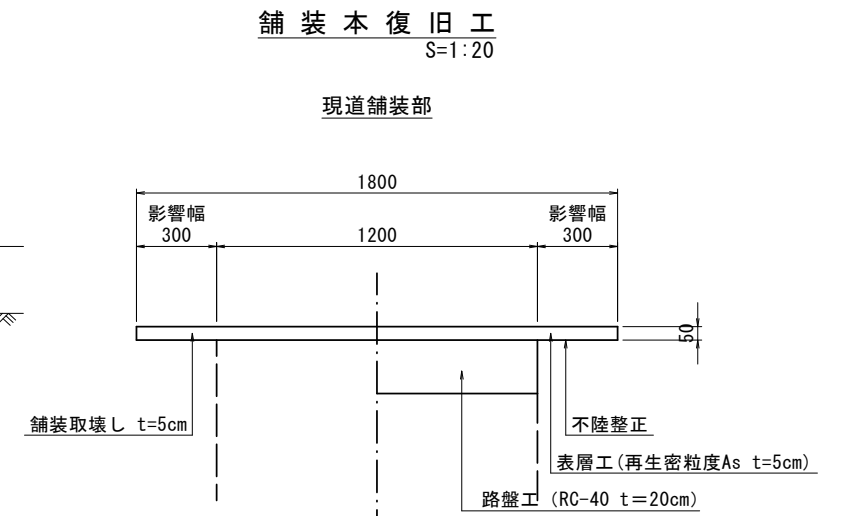 舗装本復旧工
S=1:20
現道舗装部
1800
影響幅 影響幅
300 1200 300
50
舗装取壊し t=5cm
不陸整正
表層工(再生密粒度As t=5cm)
路盤工 (RC-40 t=20cm)